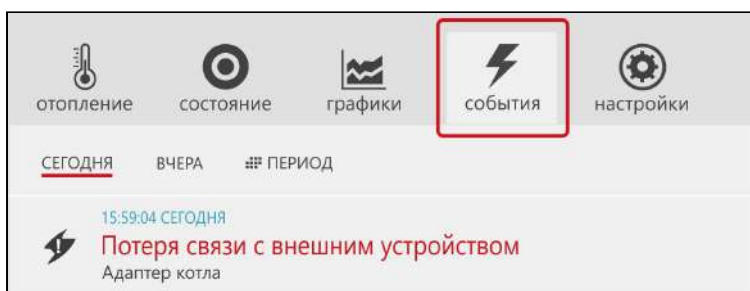 отопление состояние графики события настройки
СЕГОДНЯ ВЧЕРА ПЕРИОД
15:59:04 СЕГОДНЯ
Потеря связи с внешним устройством
Адаптер котла